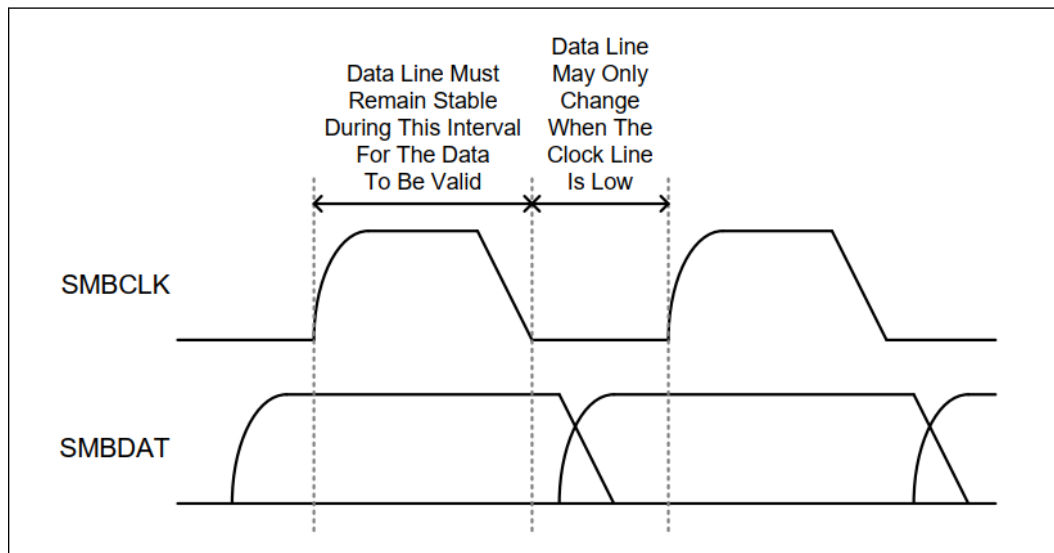 Data Line Must
Remain Stable
During This Interval
For The Data
To Be Valid
Data Line
May Only
Change
When The
Clock Line
Is Low
SMBCLK
SMBDAT